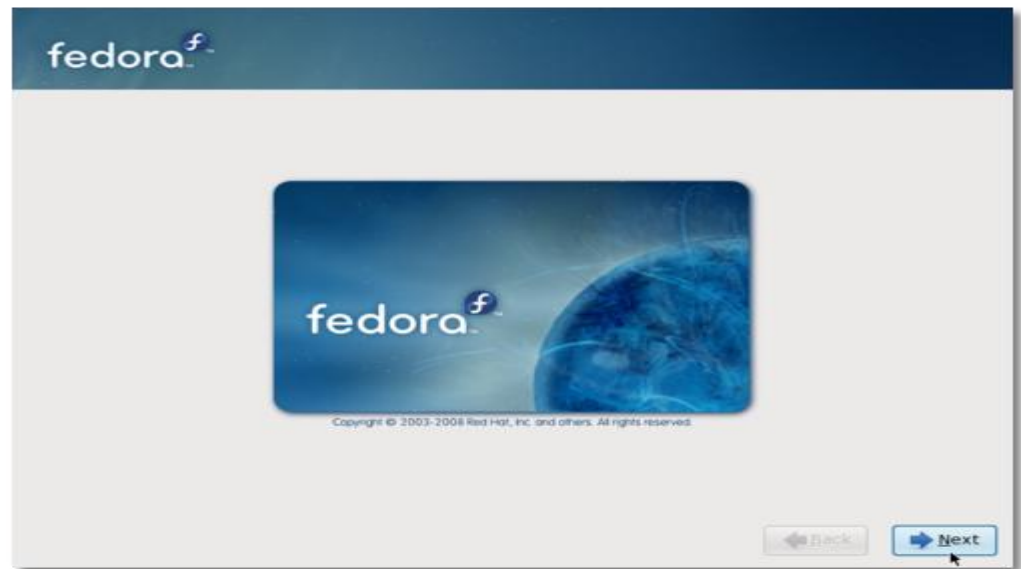 fedora
fedora
Copyright © 2003-2008 Red Hat, Inc. and others. All rights reserved.
Back
Next